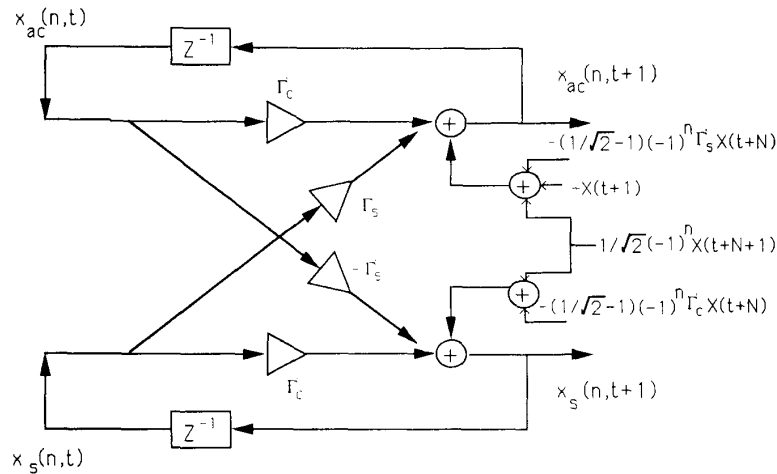 x_ac(n,t)
Z^-1
x_ac(n,t+1)
Γ_c
+
-(1/√2-1)(-1)^n Γ_s X(t+N)
+
-X(t+1)
Γ_s
1/√2(-1)^n X(t+N+1)
-Γ_s
+
-(1/√2-1)(-1)^n Γ_c X(t+N)
+
Γ_c
x_s(n,t+1)
Z^-1
x_s(n,t)